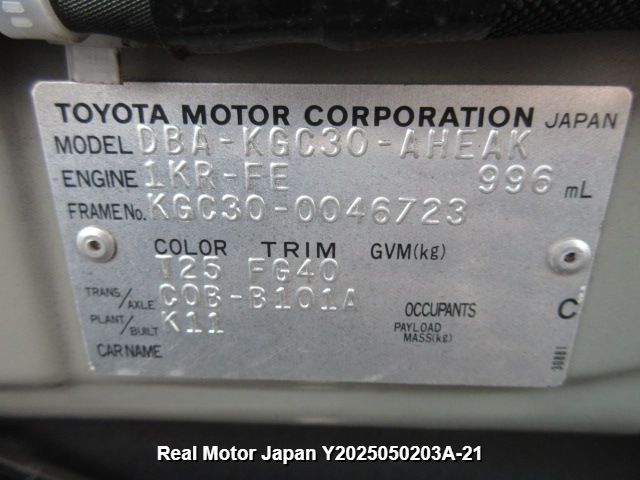 TOYOTA MOTOR CORPORATION JAPAN
MODEL DBA-KGC30-AHEAK
ENGINE 1KR-FE 996 mL
FRAME No. KGC30-0046723
COLOR TRIM GVM(kg)
T25 FG40
TRANS/AXLE C0B-B101A OCCUPANTS C
PLANT/BUILT K11 PAYLOAD MASS(kg)
CAR NAME
30881
Real Motor Japan Y2025050203A-21